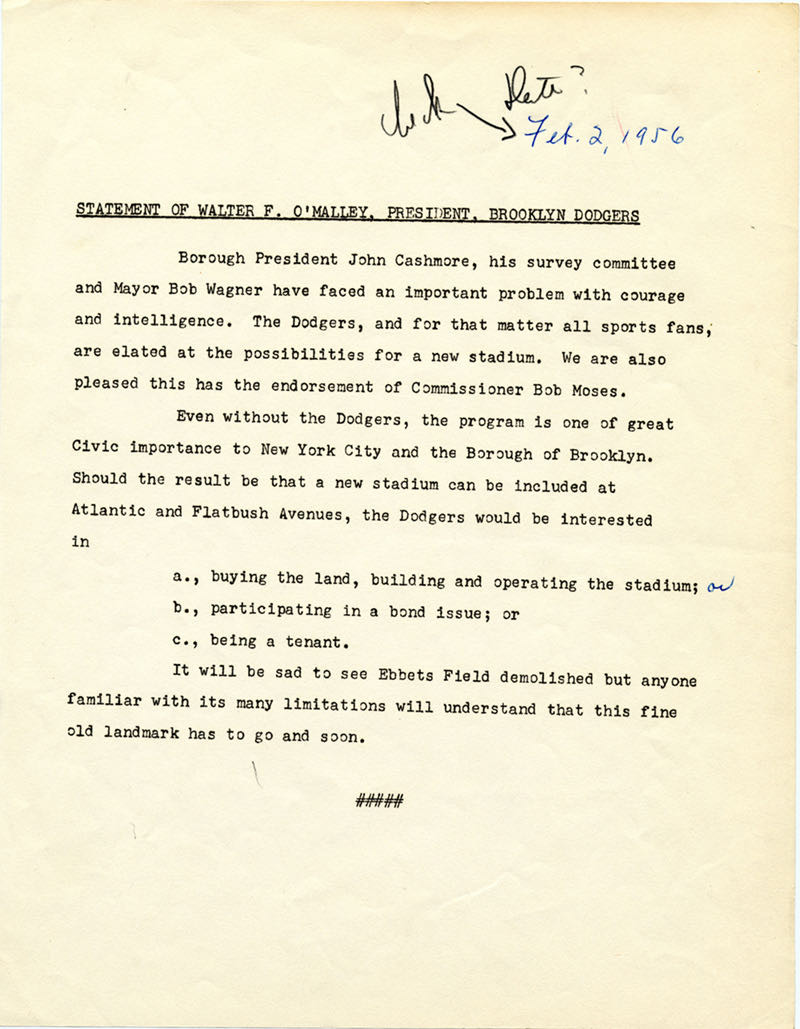 check Date?
Feb. 2, 1956
STATEMENT OF WALTER F. O'MALLEY, PRESIDENT, BROOKLYN DODGERS
Borough President John Cashmore, his survey committee
and Mayor Bob Wagner have faced an important problem with courage
and intelligence. The Dodgers, and for that matter all sports fans,
are elated at the possibilities for a new stadium. We are also
pleased this has the endorsement of Commissioner Bob Moses.
Even without the Dodgers, the program is one of great
Civic importance to New York City and the Borough of Brooklyn.
Should the result be that a new stadium can be included at
Atlantic and Flatbush Avenues, the Dodgers would be interested
in
a., buying the land, building and operating the stadium; or
b., participating in a bond issue; or
c., being a tenant.
It will be sad to see Ebbets Field demolished but anyone
familiar with its many limitations will understand that this fine
old landmark has to go and soon.
#####